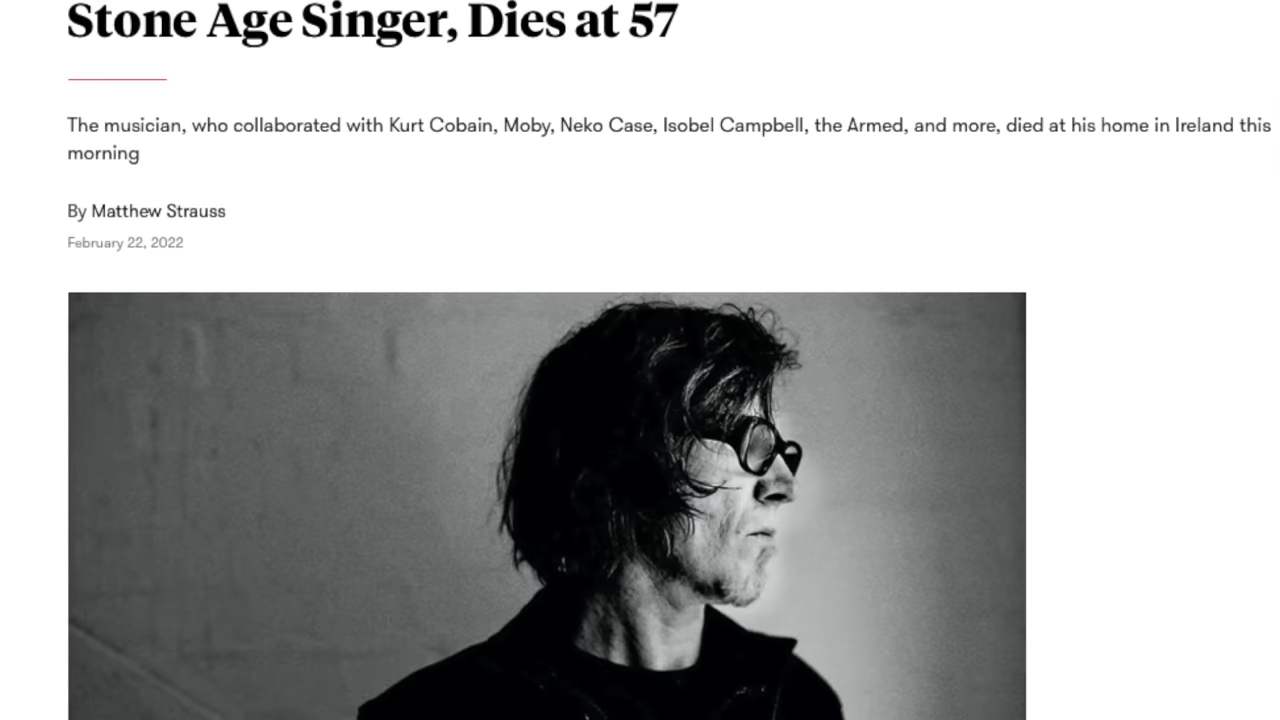 Stone Age Singer, Dies at 57
The musician, who collaborated with Kurt Cobain, Moby, Neko Case, Isobel Campbell, the Armed, and more, died at his home in Ireland this
morning
By Matthew Strauss
February 22, 2022